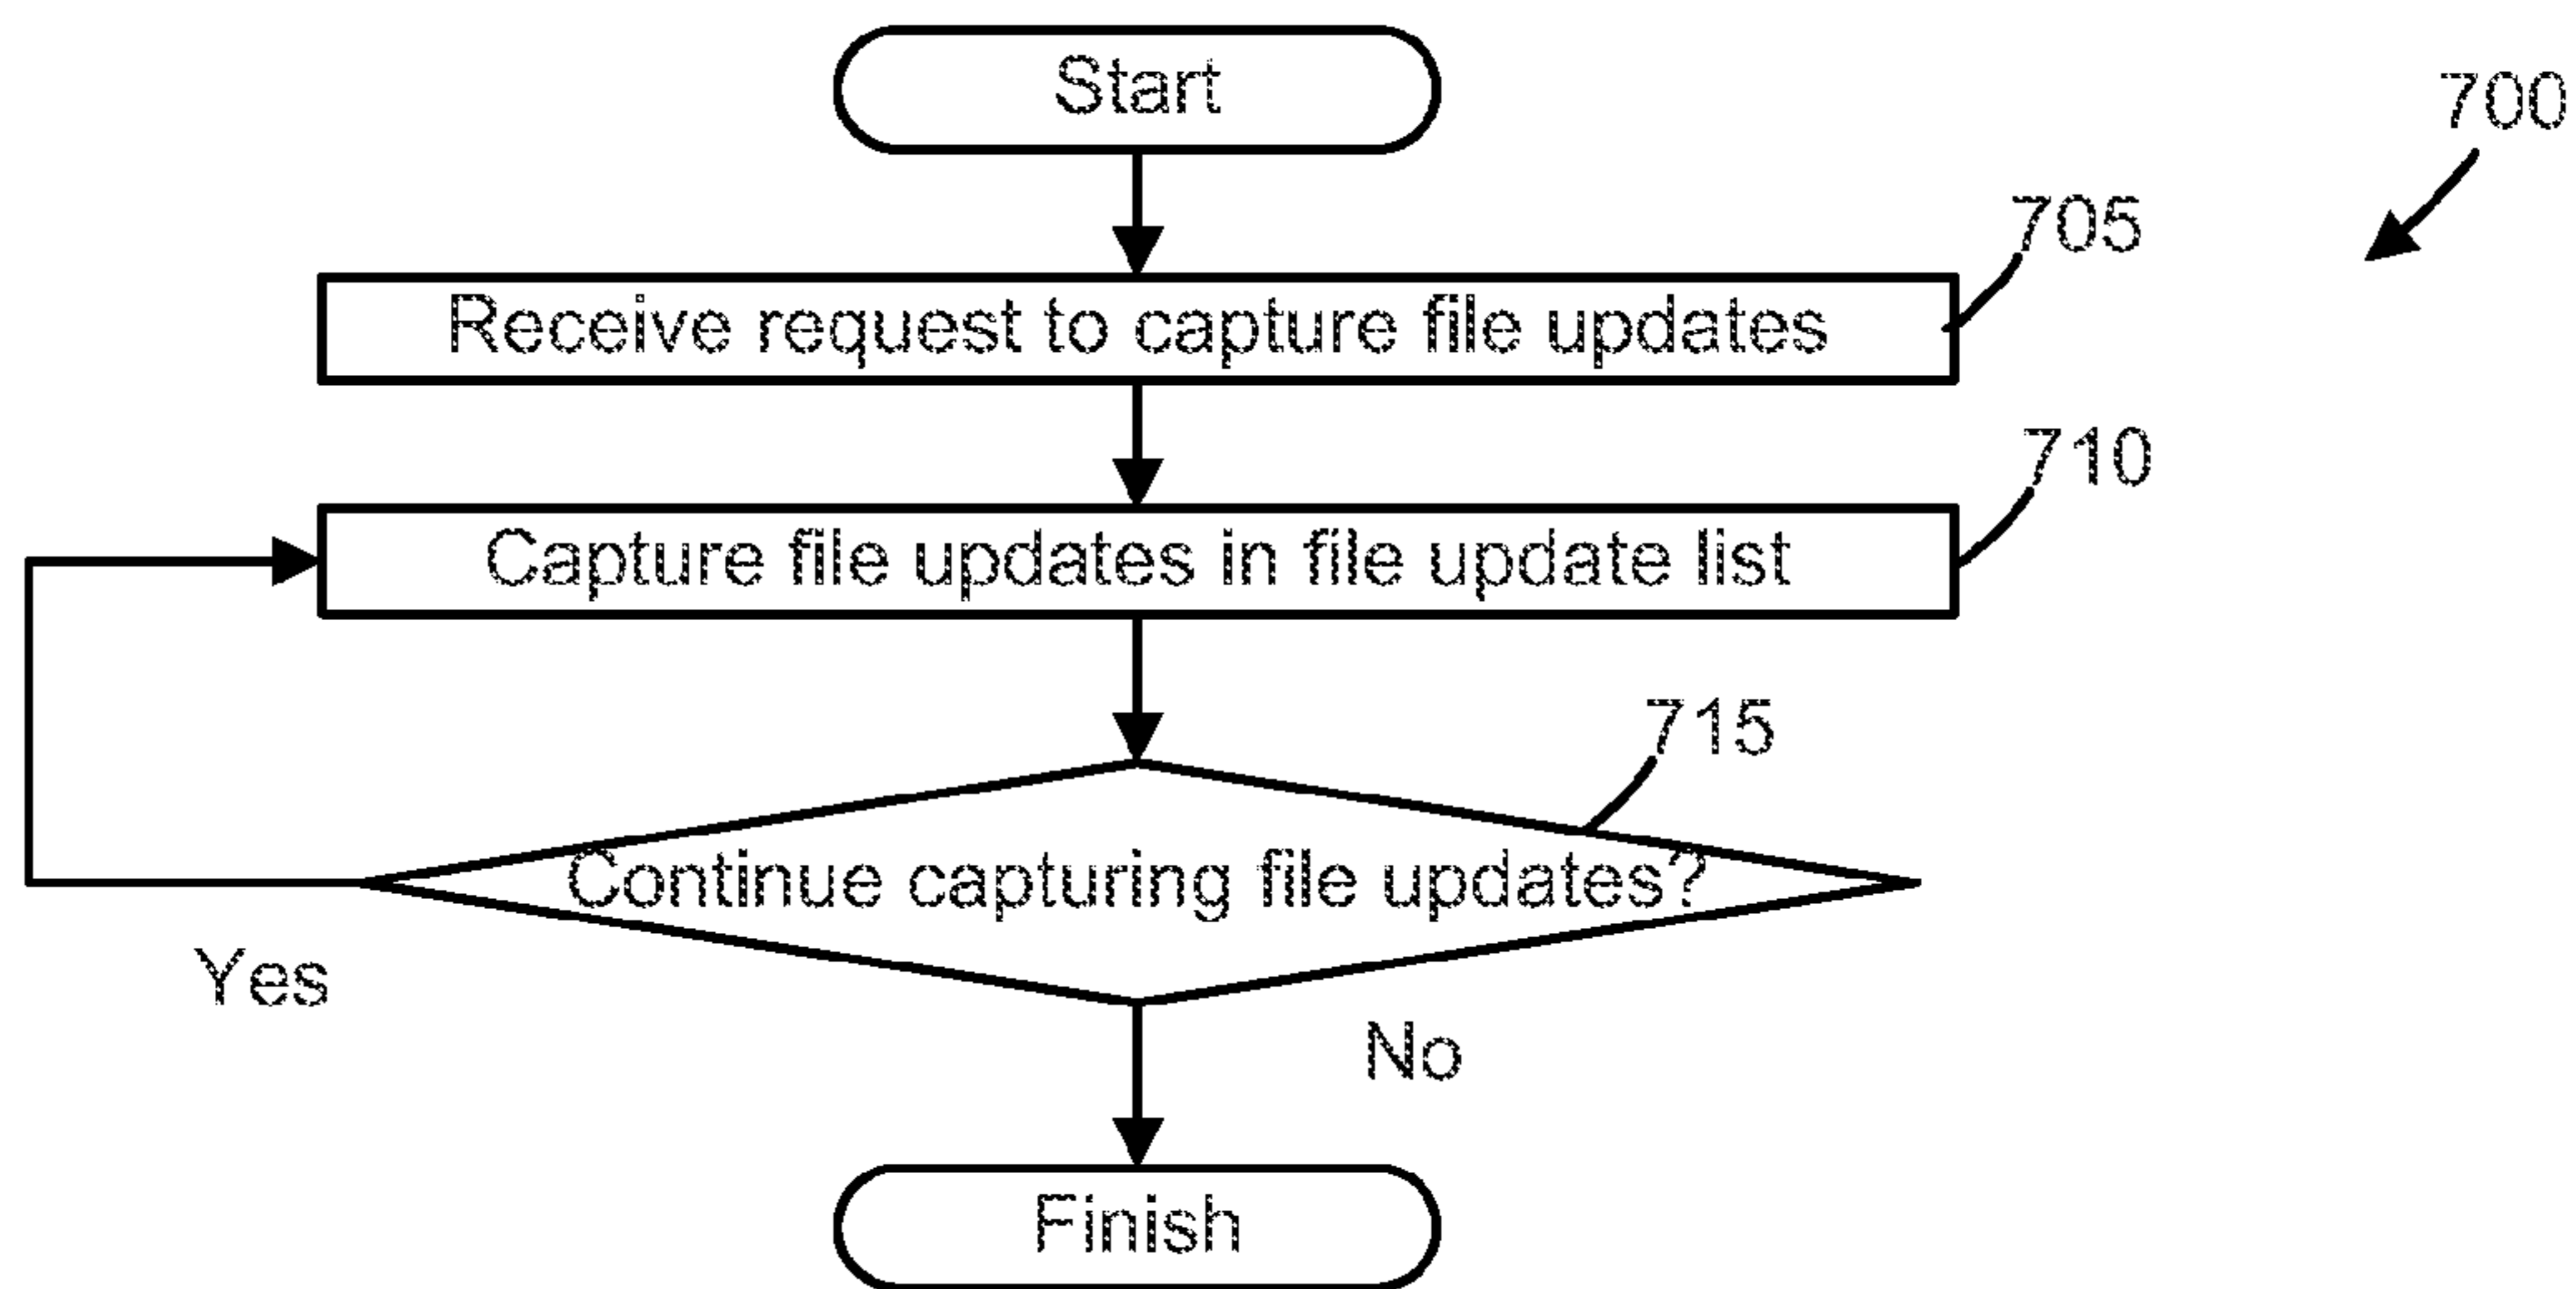 Start
700
705
Receive request to capture file updates
710
Capture file updates in file update list
715
Continue capturing file updates?
Yes
No
Finish